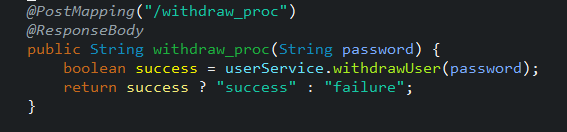 @PostMapping("/withdraw_proc")
@ResponseBody
public String withdraw_proc(String password) {
    boolean success = userService.withdrawUser(password);
    return success ? "success" : "failure";
}